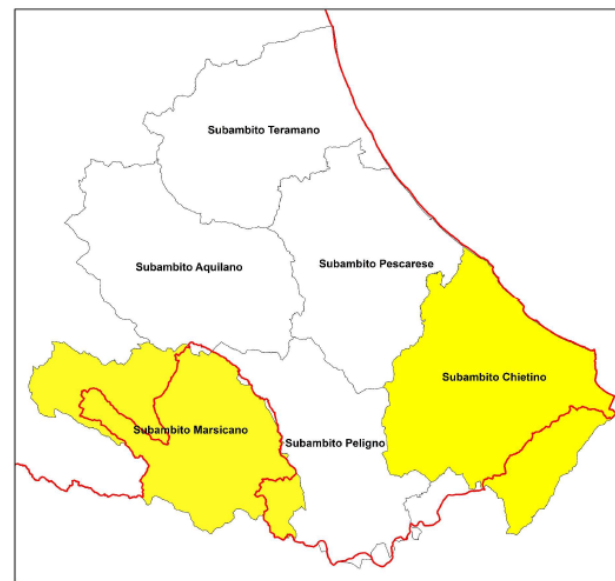 Subambito Teramano
Subambito Aquilano
Subambito Pescarese
Subambito Chietino
Subambito Marsicano
Subambito Peligno